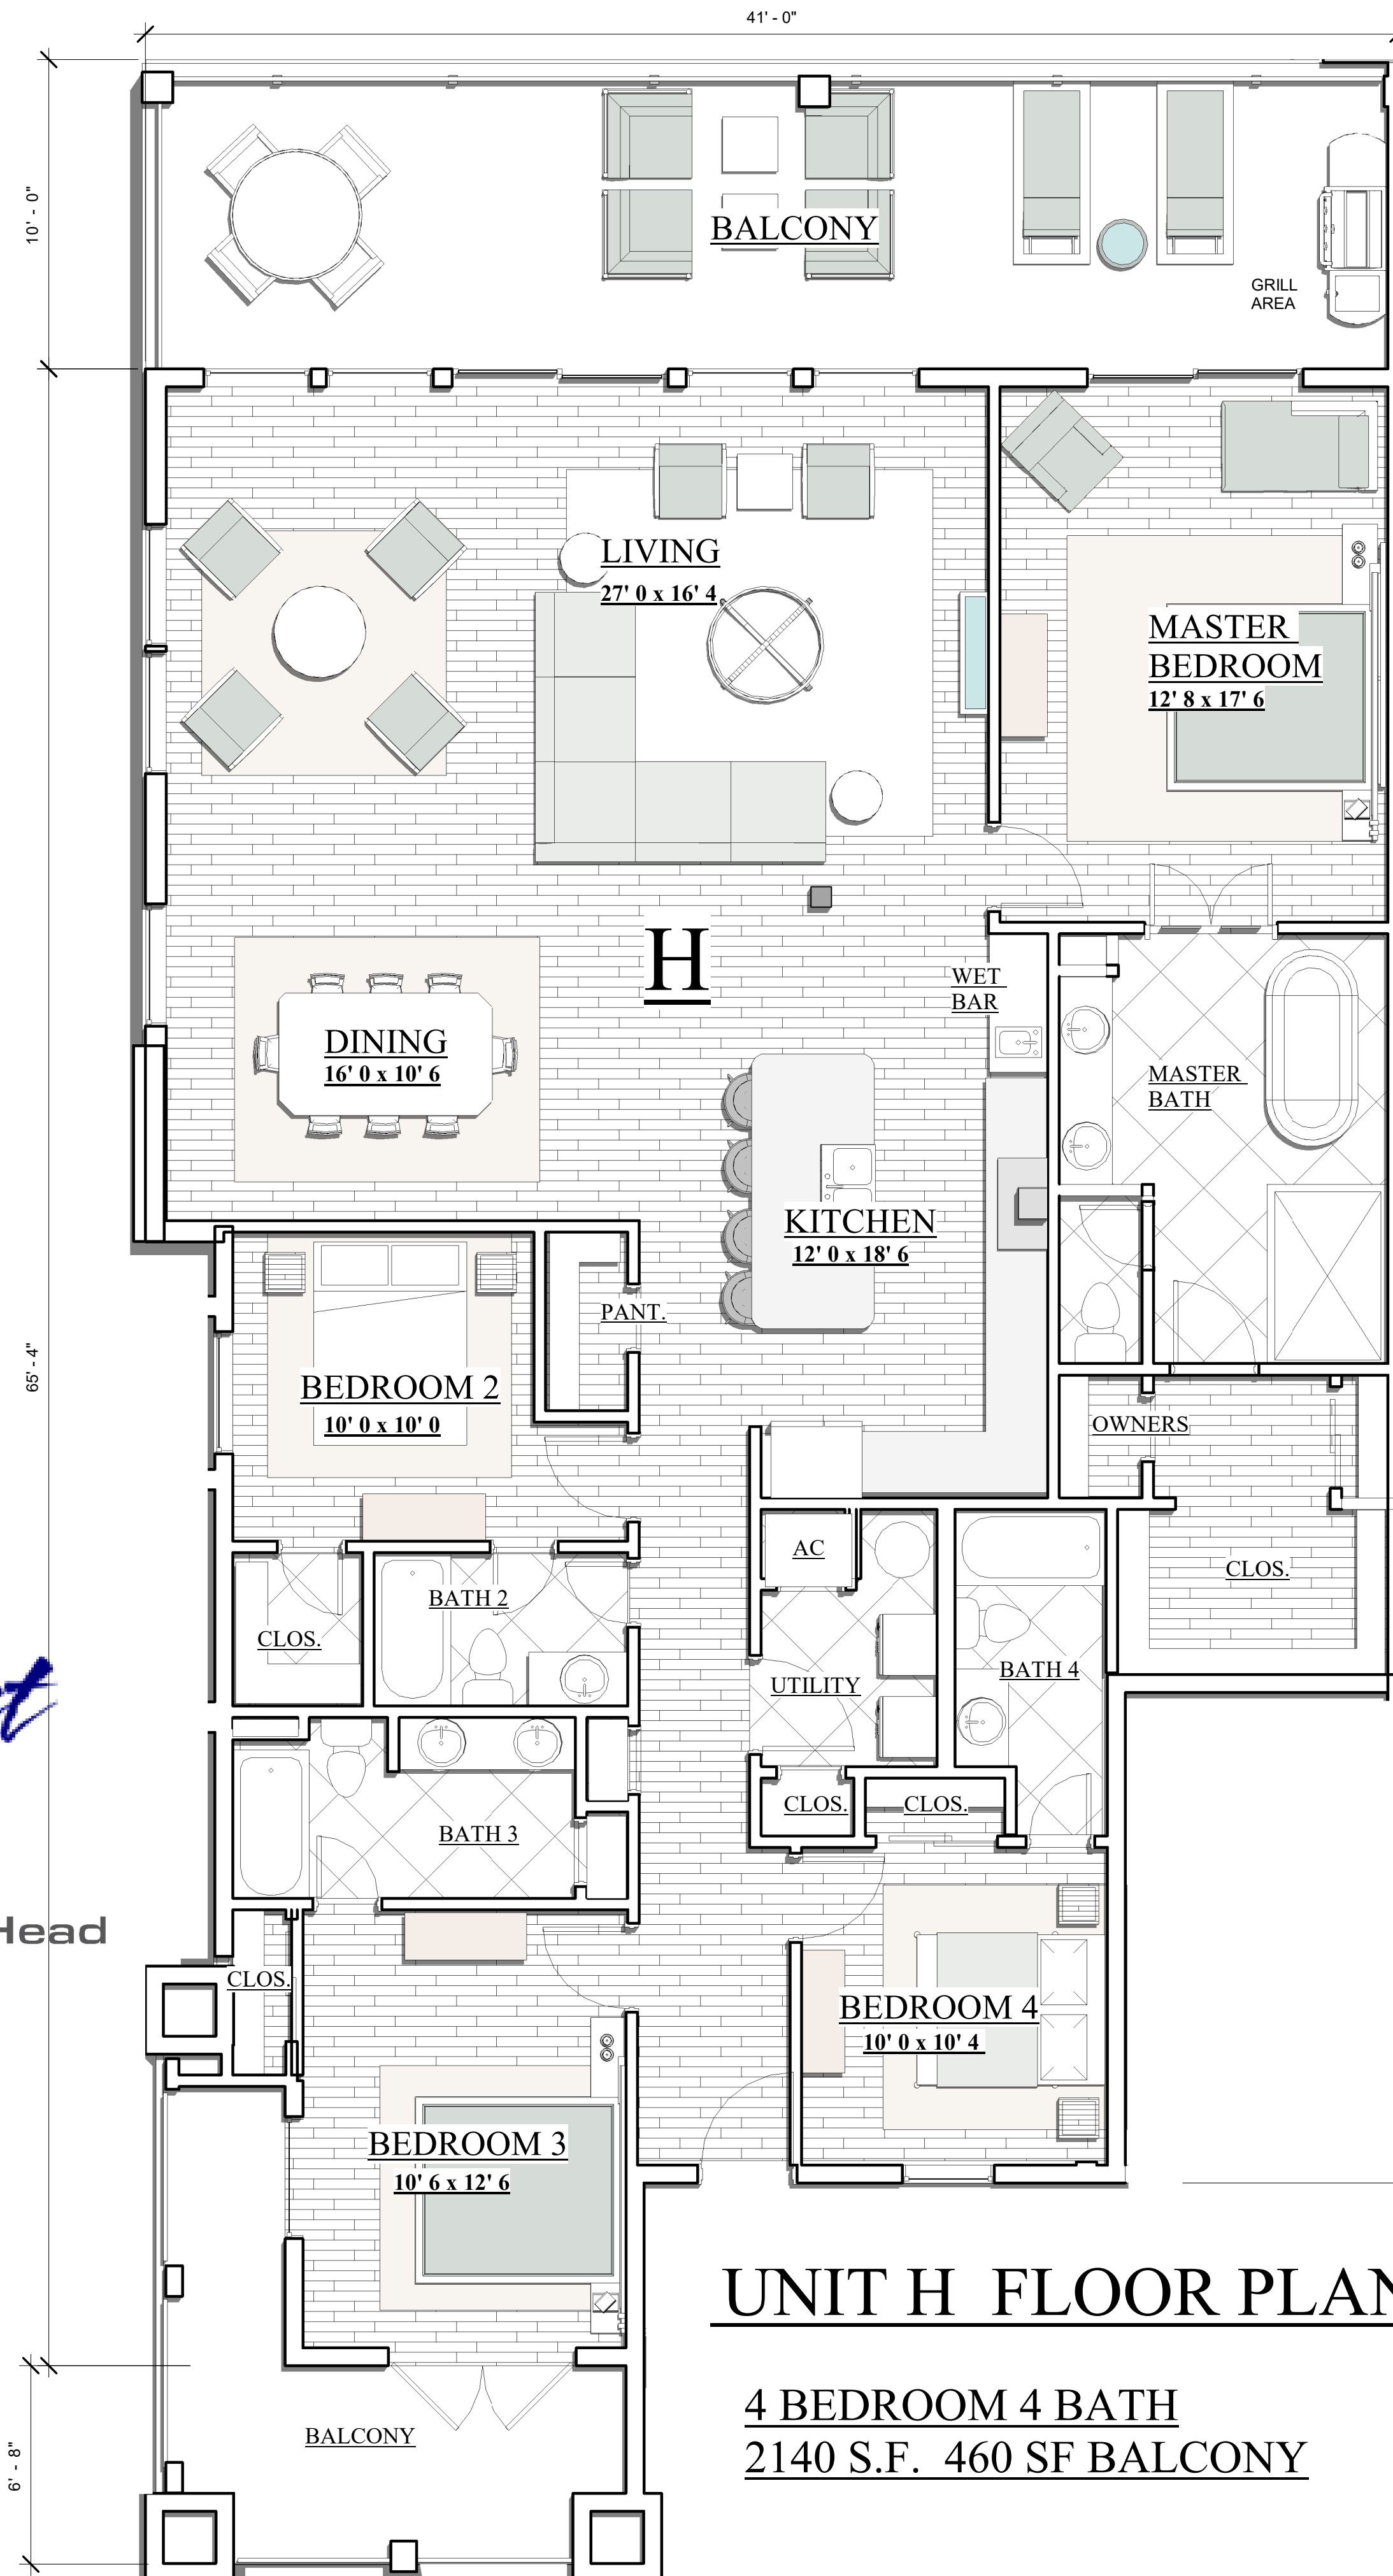 41' - 0"
10' - 0"
BALCONY
GRILL
AREA
LIVING
27' 0 x 16' 4
MASTER
BEDROOM
12' 8 x 17' 6
H
WET
BAR
DINING
16' 0 x 10' 6
MASTER
BATH
KITCHEN
12' 0 x 18' 6
PANT.
65' - 4"
BEDROOM 2
10' 0 x 10' 0
OWNERS
AC
CLOS.
BATH 2
CLOS.
BATH 4
UTILITY
CLOS.
CLOS.
BATH 3
Head
CLOS.
BEDROOM 4
10' 0 x 10' 4
BEDROOM 3
10' 6 x 12' 6
UNIT H FLOOR PLAN
4 BEDROOM 4 BATH
2140 S.F. 460 SF BALCONY
BALCONY
6' - 8"